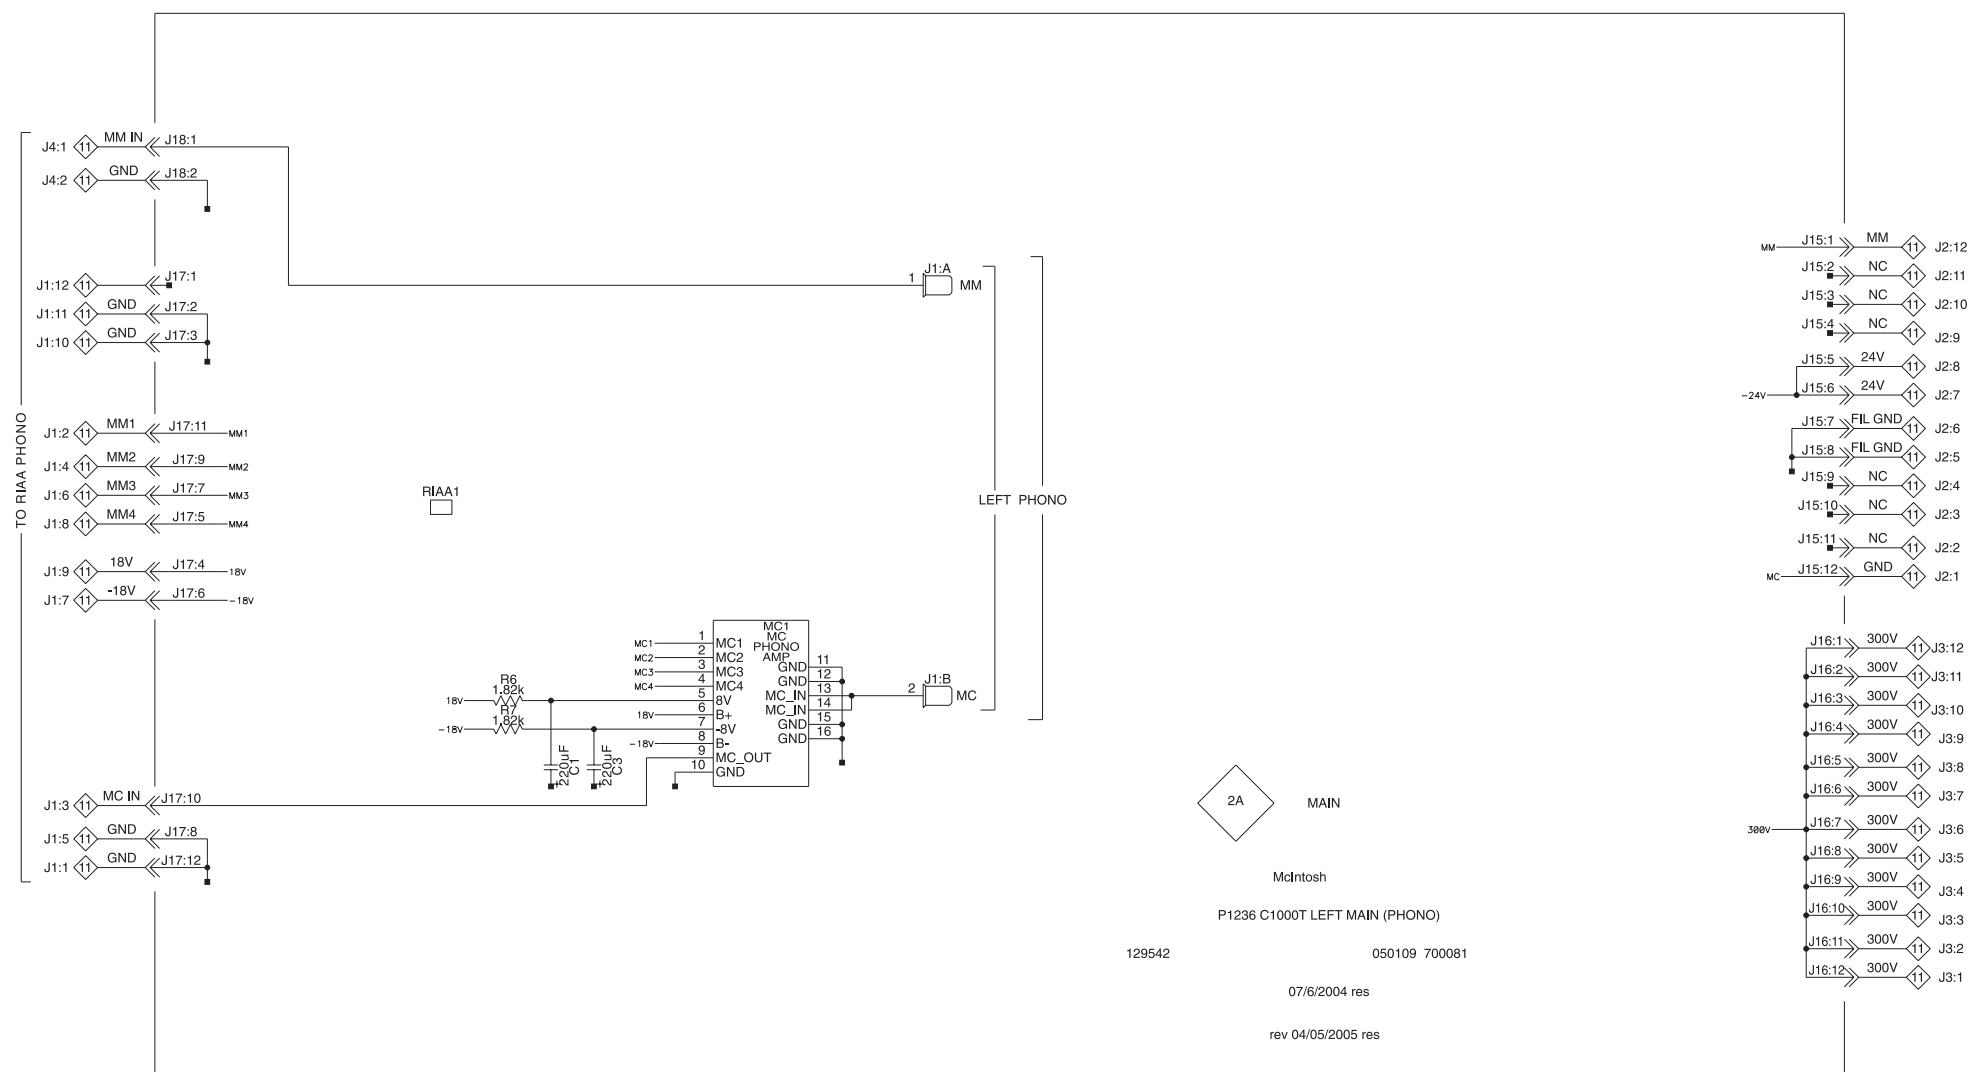 TO RIAA PHONO
J4:1 11 MM IN J18:1
J4:2 11 GND J18:2
J1:12 11 J17:1
J1:11 11 GND J17:2
J1:10 11 GND J17:3
J1:2 11 MM1 J17:11 MM1
J1:4 11 MM2 J17:9 MM2
J1:6 11 MM3 J17:7 MM3
J1:8 11 MM4 J17:5 MM4
J1:9 11 18V J17:4 18V
J1:7 11 -18V J17:6 -18V
J1:3 11 MC IN J17:10
J1:5 11 GND J17:8
J1:1 11 GND J17:12
RIAA1
1 J1:A MM
LEFT PHONO
2 J1:B MC
MC1
MC
PHONO
AMP
MC1 1 MC1
MC2 2 MC2
MC3 3 MC3
MC4 4 MC4
18V R6 1.82k 5 8V
18V 6 B+
-18V R7 1.82k 7 -8V
-18V 8 B-
9 MC_OUT
10 GND
GND 11
GND 12
MC_IN 13
MC_IN 14
GND 15
GND 16
+ 220uF C1
+ 220uF C3
2A MAIN
McIntosh
P1236 C1000T LEFT MAIN (PHONO)
129542 050109 700081
07/6/2004 res
rev 04/05/2005 res
MM J15:1 MM 11 J2:12
J15:2 NC 11 J2:11
J15:3 NC 11 J2:10
J15:4 NC 11 J2:9
J15:5 24V 11 J2:8
-24V J15:6 24V 11 J2:7
J15:7 FIL GND 11 J2:6
J15:8 FIL GND 11 J2:5
J15:9 NC 11 J2:4
J15:10 NC 11 J2:3
J15:11 NC 11 J2:2
MC J15:12 GND 11 J2:1
J16:1 300V 11 J3:12
J16:2 300V 11 J3:11
J16:3 300V 11 J3:10
J16:4 300V 11 J3:9
J16:5 300V 11 J3:8
J16:6 300V 11 J3:7
300V J16:7 300V 11 J3:6
J16:8 300V 11 J3:5
J16:9 300V 11 J3:4
J16:10 300V 11 J3:3
J16:11 300V 11 J3:2
J16:12 300V 11 J3:1